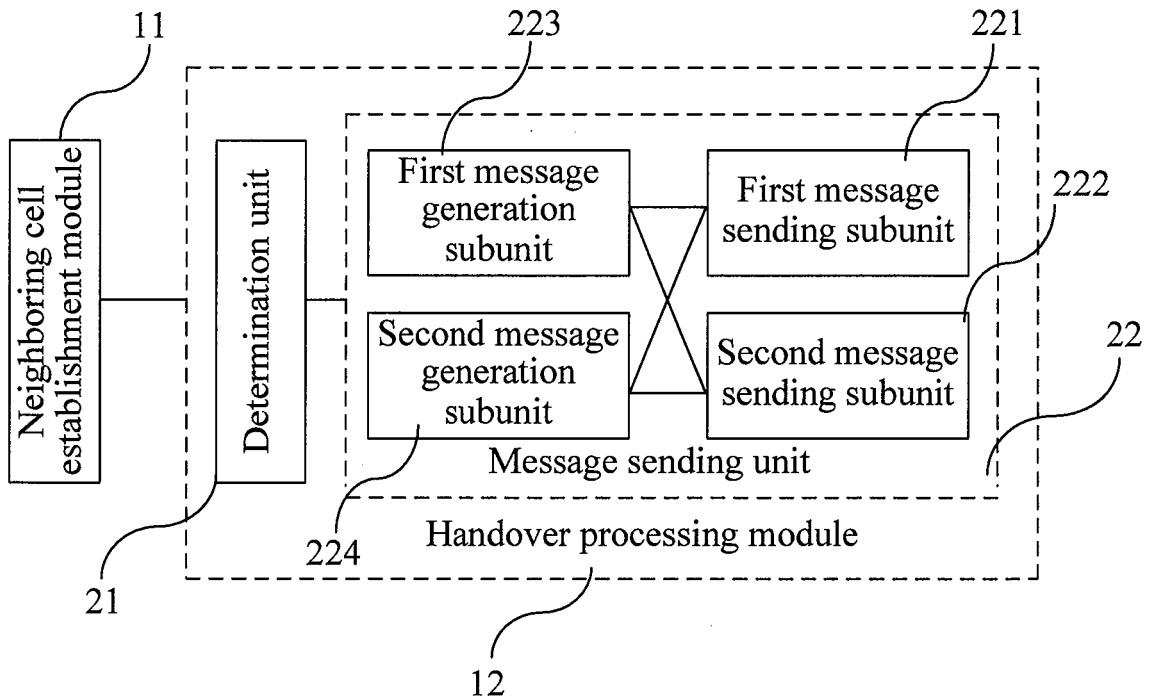 11
223
221
Neighboring cell
establishment module
Determination unit
First message
generation
subunit
First message
sending subunit
222
Second message
generation
subunit
Second message
sending subunit
22
Message sending unit
224
Handover processing module
21
12